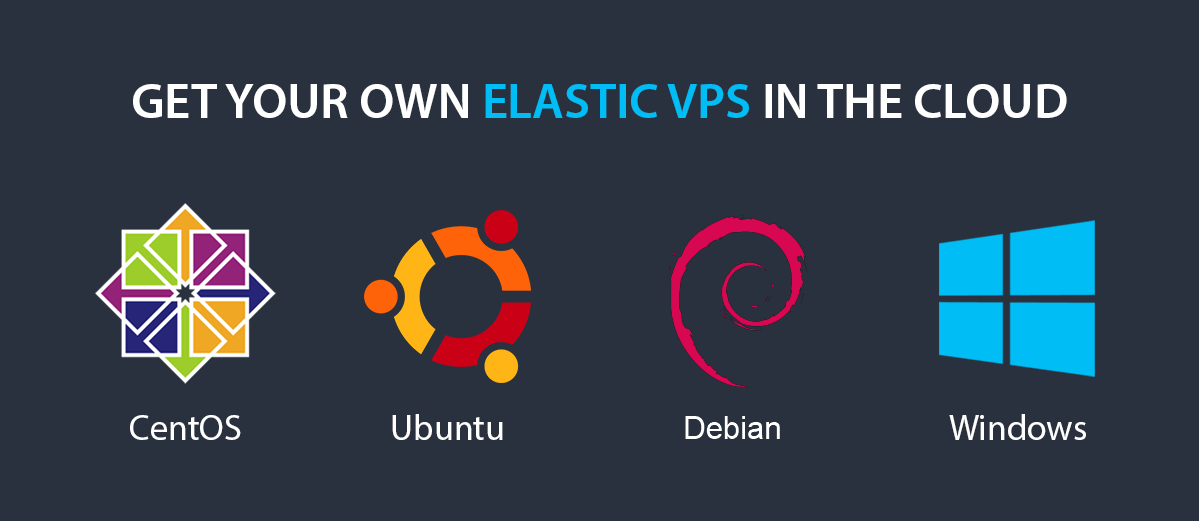 GET YOUR OWN ELASTIC VPS IN THE CLOUD
CentOS
Ubuntu
Debian
Windows